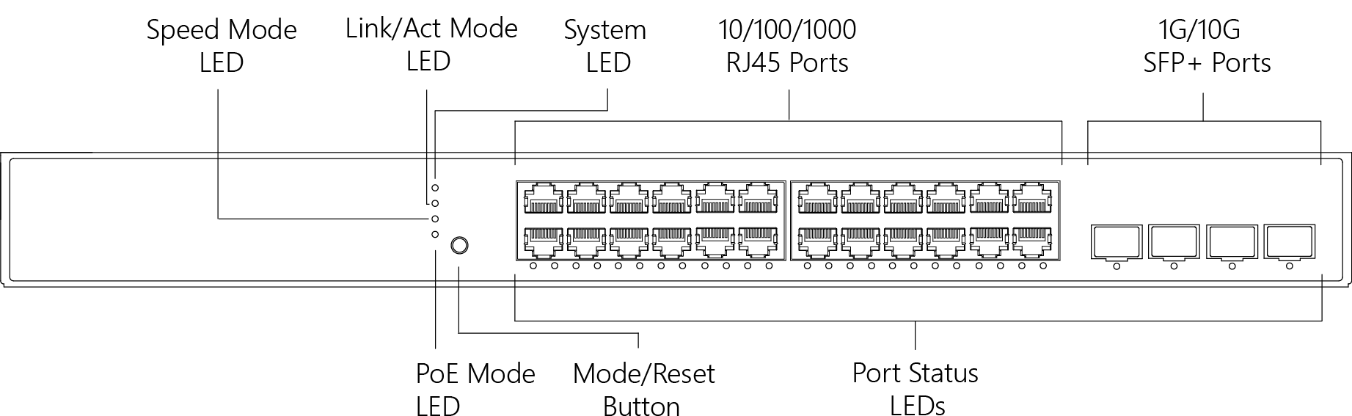 Speed Mode
LED
Link/Act Mode
LED
System
LED
10/100/1000
RJ45 Ports
1G/10G
SFP+ Ports
PoE Mode
LED
Mode/Reset
Button
Port Status
LEDs